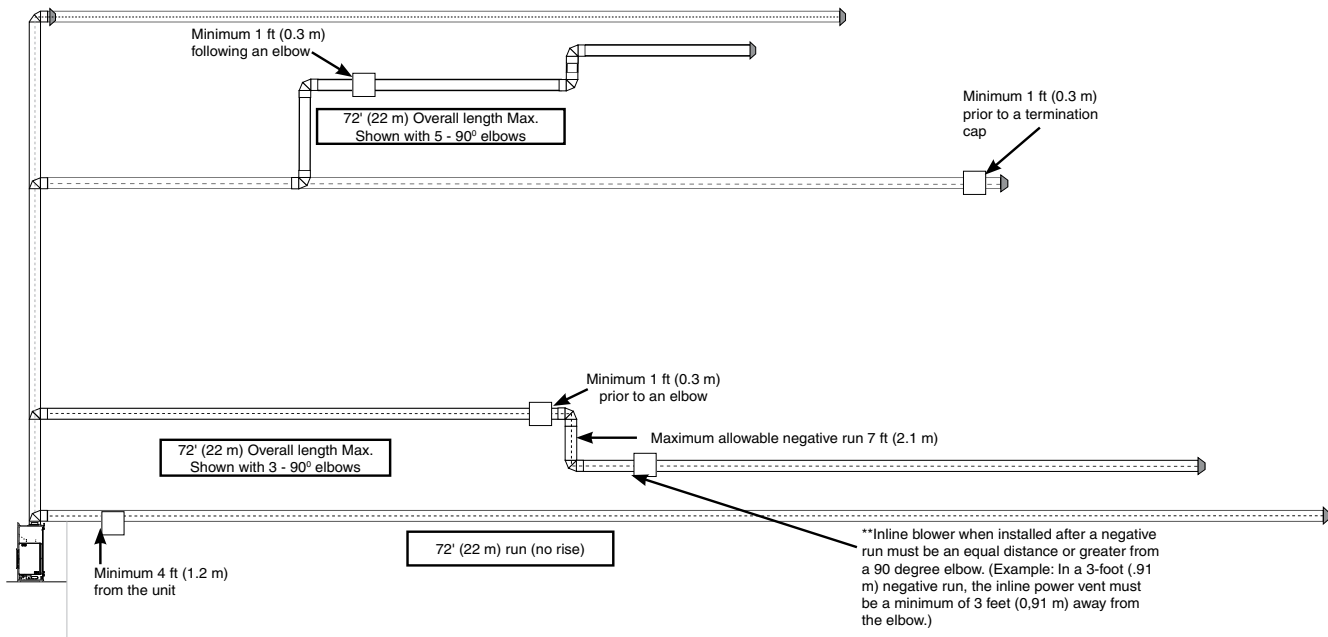 Minimum 1 ft (0.3 m)
following an elbow
72' (22 m) Overall length Max.
Shown with 5 - 90⁰ elbows
Minimum 1 ft (0.3 m)
prior to a termination
cap
Minimum 1 ft (0.3 m)
prior to an elbow
Maximum allowable negative run 7 ft (2.1 m)
72' (22 m) Overall length Max.
Shown with 3 - 90⁰ elbows
72' (22 m) run (no rise)
Minimum 4 ft (1.2 m)
from the unit
**Inline blower when installed after a negative
run must be an equal distance or greater from
a 90 degree elbow. (Example: In a 3-foot (.91
m) negative run, the inline power vent must
be a minimum of 3 feet (0,91 m) away from
the elbow.)